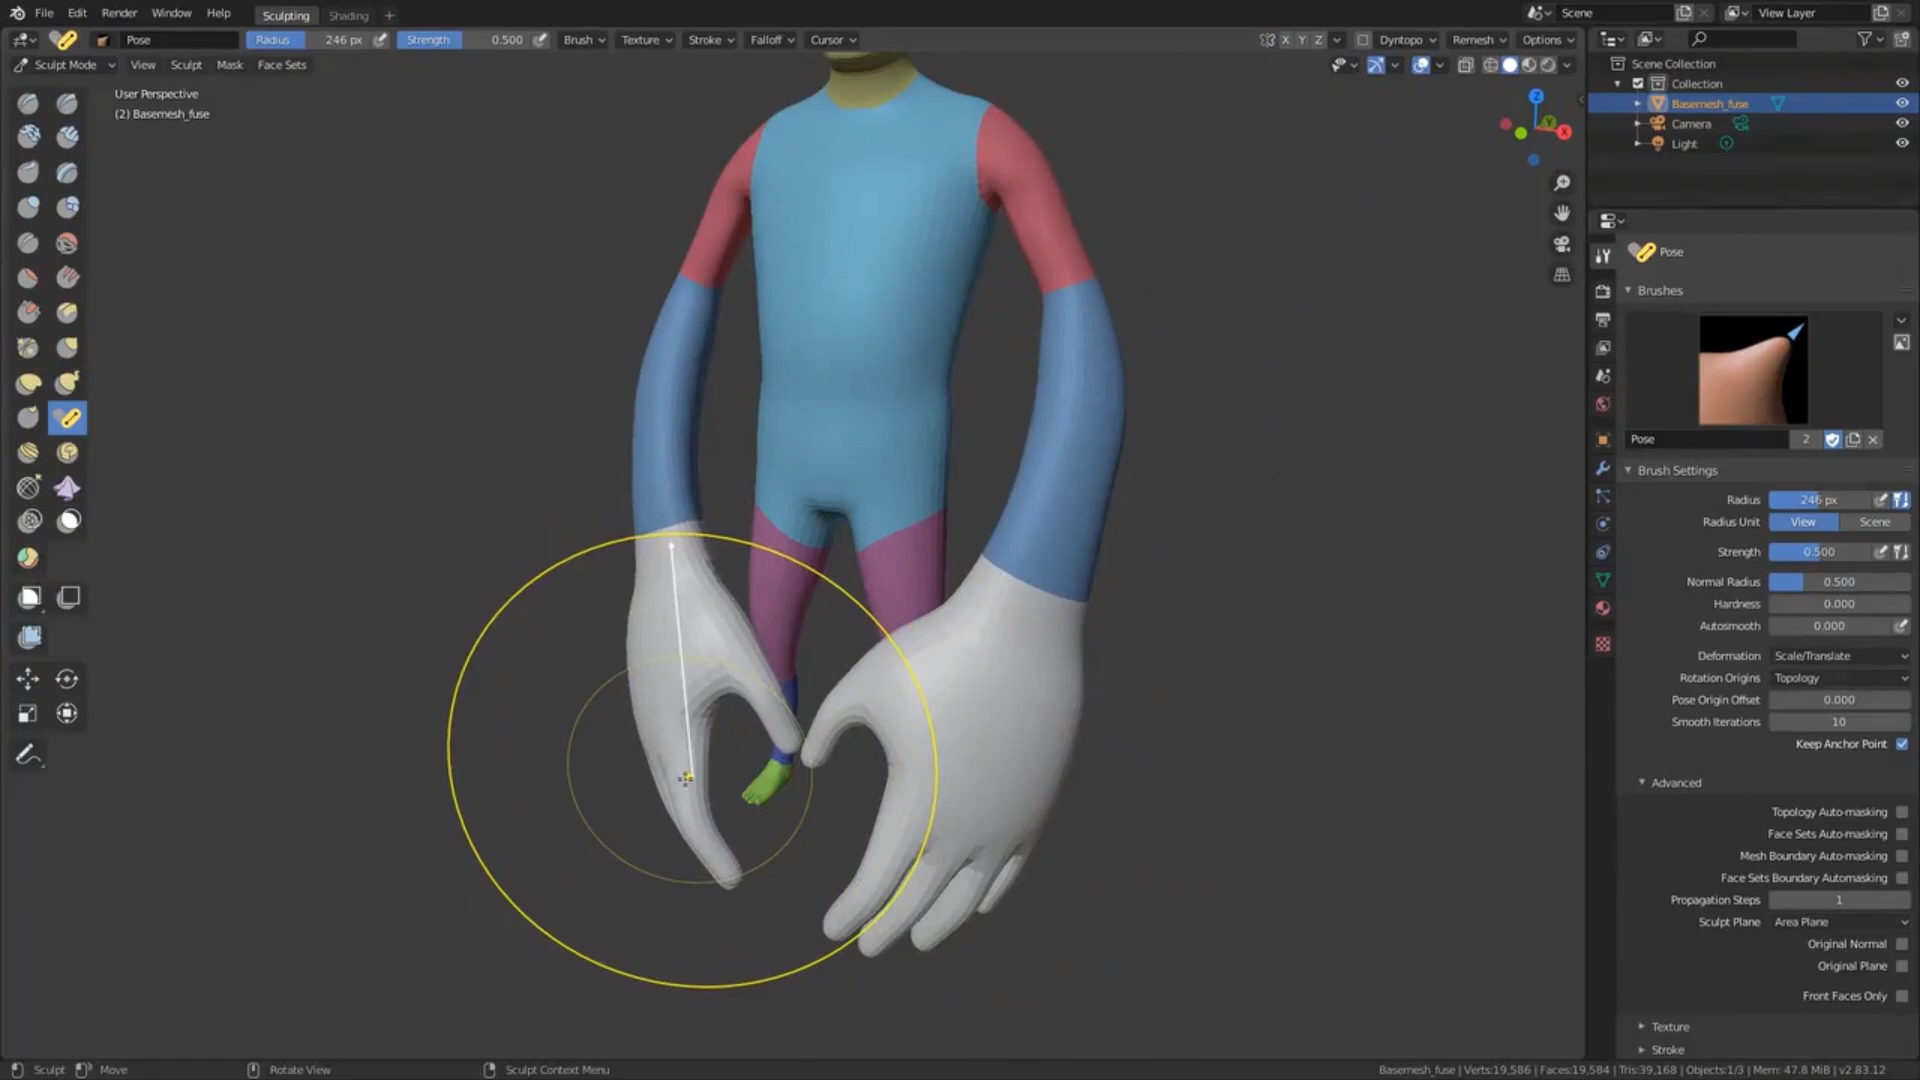 File Edit Render Window Help Sculpting Shading + Scene View Layer
Pose Radius 246 px Strength 0.500 Brush Texture Stroke Falloff Cursor X Y Z Dyntopo Remesh Options
Sculpt Mode View Sculpt Mask Face Sets
User Perspective
(2) Basemesh_fuse
Scene Collection
Collection
Basemesh_fuse
Camera
Light
Z
Y
X
Pose
Brushes
Pose 2
Brush Settings
Radius 246 px
Radius Unit View Scene
Strength 0.500
Normal Radius 0.500
Hardness 0.000
Autosmooth 0.000
Deformation Scale/Translate
Rotation Origins Topology
Pose Origin Offset 0.000
Smooth Iterations 10
Keep Anchor Point
Advanced
Topology Auto-masking
Face Sets Auto-masking
Mesh Boundary Auto-masking
Face Sets Boundary Automasking
Propagation Steps 1
Sculpt Plane Area Plane
Original Normal
Original Plane
Front Faces Only
Texture
Stroke
Sculpt Move Rotate View Sculpt Context Menu Basemesh_fuse | Verts:19,586 | Faces:19,584 | Tris:39,168 | Objects:1/3 | Mem: 47.8 MiB | v2.83.12